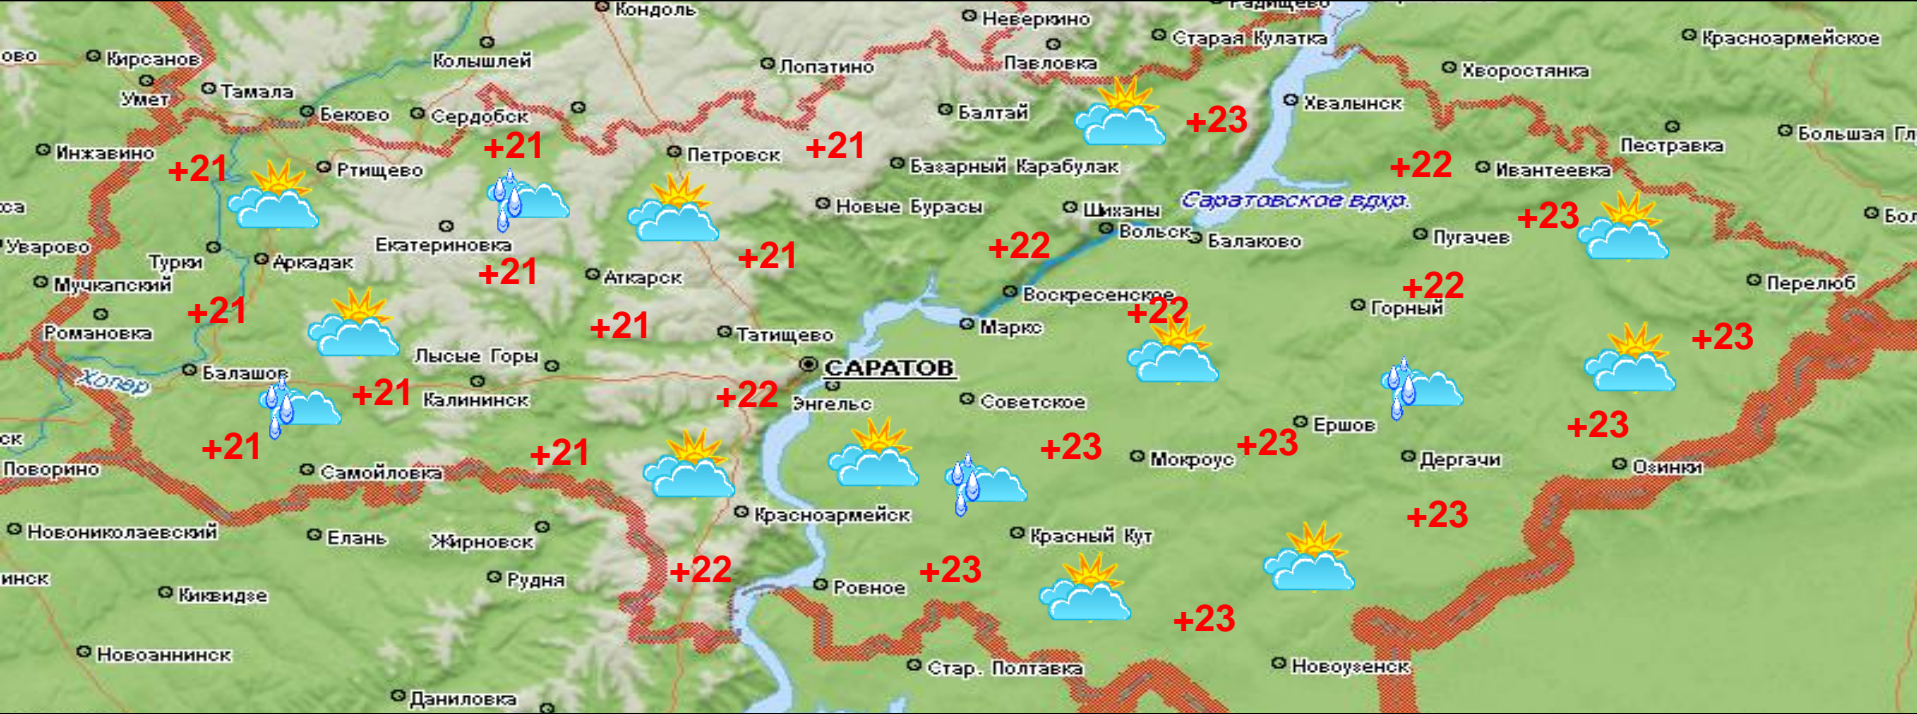 Кондоль
Неверкино
Радищево
Старая Кулатка
Красноармейское
ово
Кирсанов
Колышлей
Лопатино
Павловка
Хворостянка
Умет
Тамала
Беково
Сердобск
Балтай
+23
Хвалынск
Пестравка
Большая Гл
Инжавино
+21
Ртищево
+21
Петровск
+21
Базарный Карабулак
+22
Ивантеевка
са
Новые Бурасы
Шиханы
Саратовское вдхр.
+23
Бол
Уварово
Екатериновка
+22
Вольск
Балаково
Пугачев
Турки
Аркадак
+21
Аткарск
+21
Мучкапский
Воскресенское
+22
Перелюб
+21
+21
Маркс
+22
Горный
Романовка
Татищево
+23
Лысые Горы
САРАТОВ
Хопер
Балашов
+21
Калининск
+22
Энгельс
Советское
ск
+21
+21
+23
Мокроус
+23
Ершов
+23
Поворино
Самойловка
Дергачи
Озинки
Новониколаевский
Елань
Жирновск
Красноармейск
Красный Кут
+23
инск
Киквидзе
Рудня
+22
Ровное
+23
+23
Новоаннинск
Стар. Полтавка
Новоузенск
Даниловка